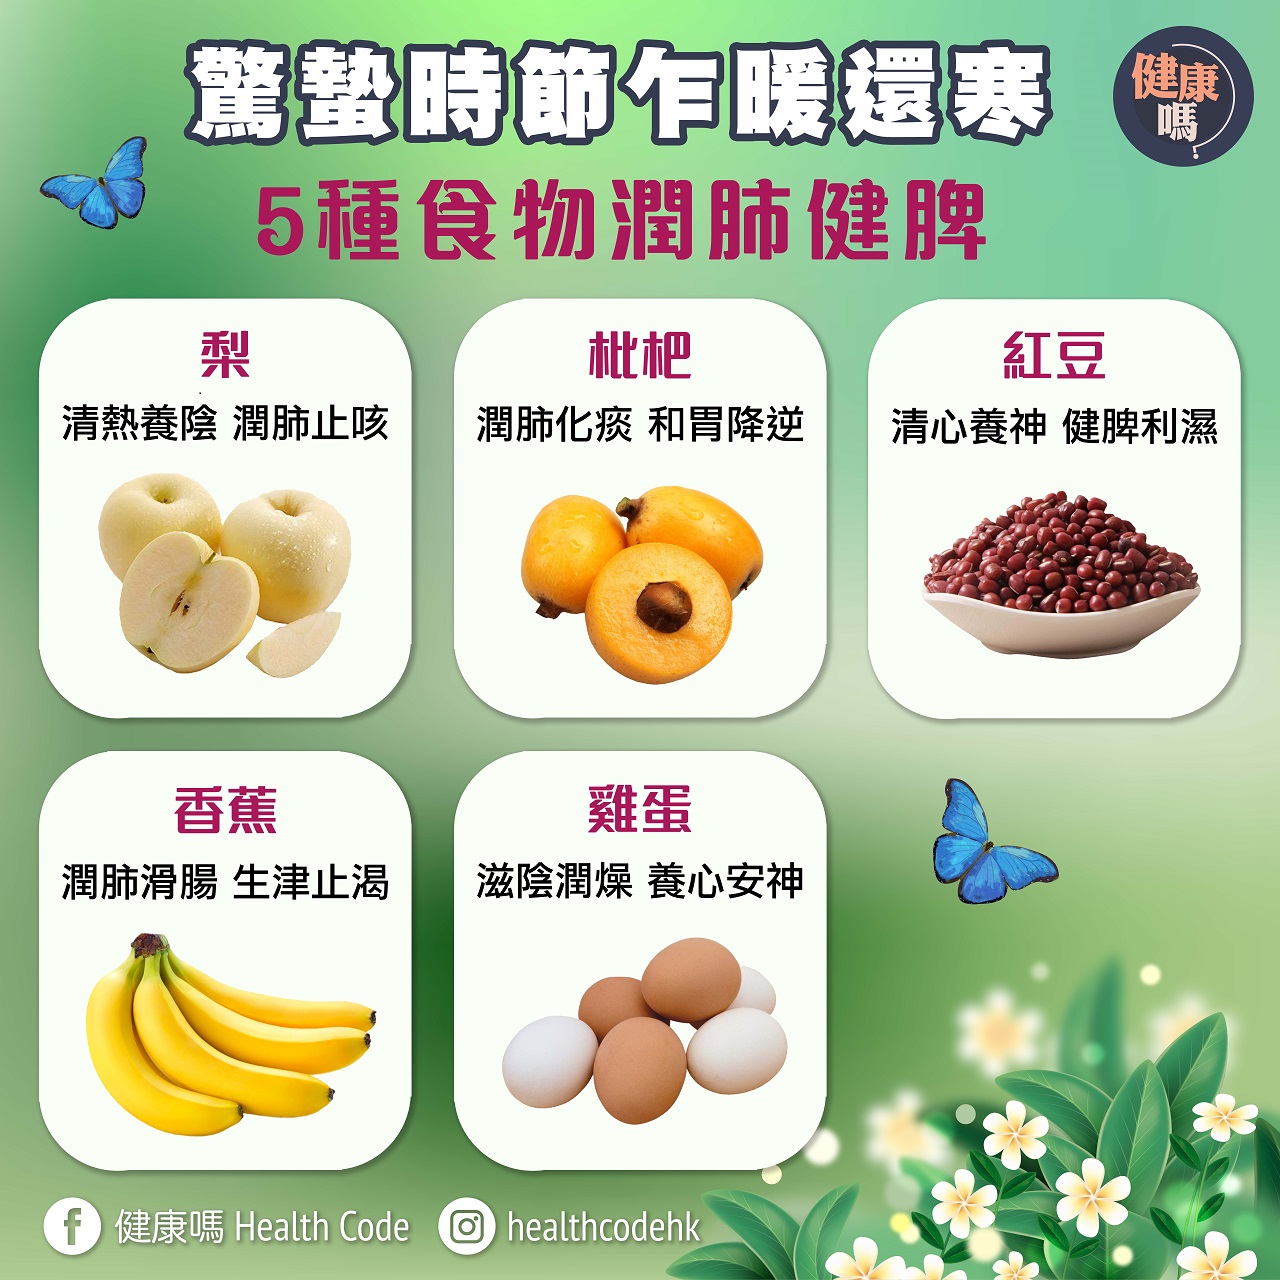 驚蟄時節乍暖還寒
健康
嗎?
5種食物潤肺健脾
梨
清熱養陰 潤肺止咳
枇杷
潤肺化痰 和胃降逆
紅豆
清心養神 健脾利濕
香蕉
潤肺滑腸 生津止渴
雞蛋
滋陰潤燥 養心安神
健康嗎 Health Code
healthcodehk